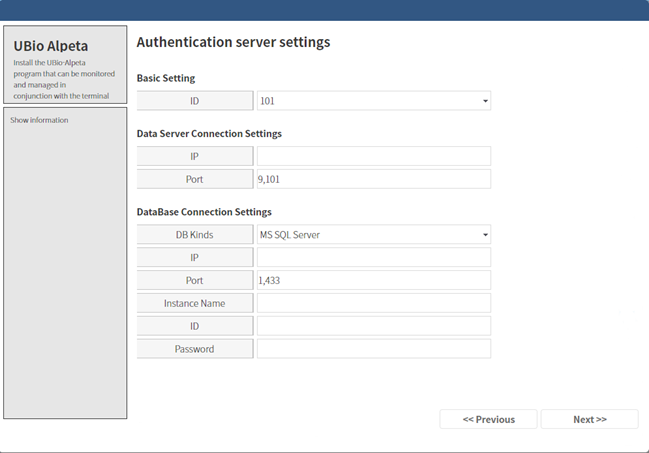 UBio Alpeta
Install the UBio-Alpeta
program that can be monitored
and managed in
conjunction with the terminal
Show information
Authentication server settings
Basic Setting
ID 101
Data Server Connection Settings
IP
Port 9,101
DataBase Connection Settings
DB Kinds MS SQL Server
IP
Port 1,433
Instance Name
ID
Password
<< Previous Next >>